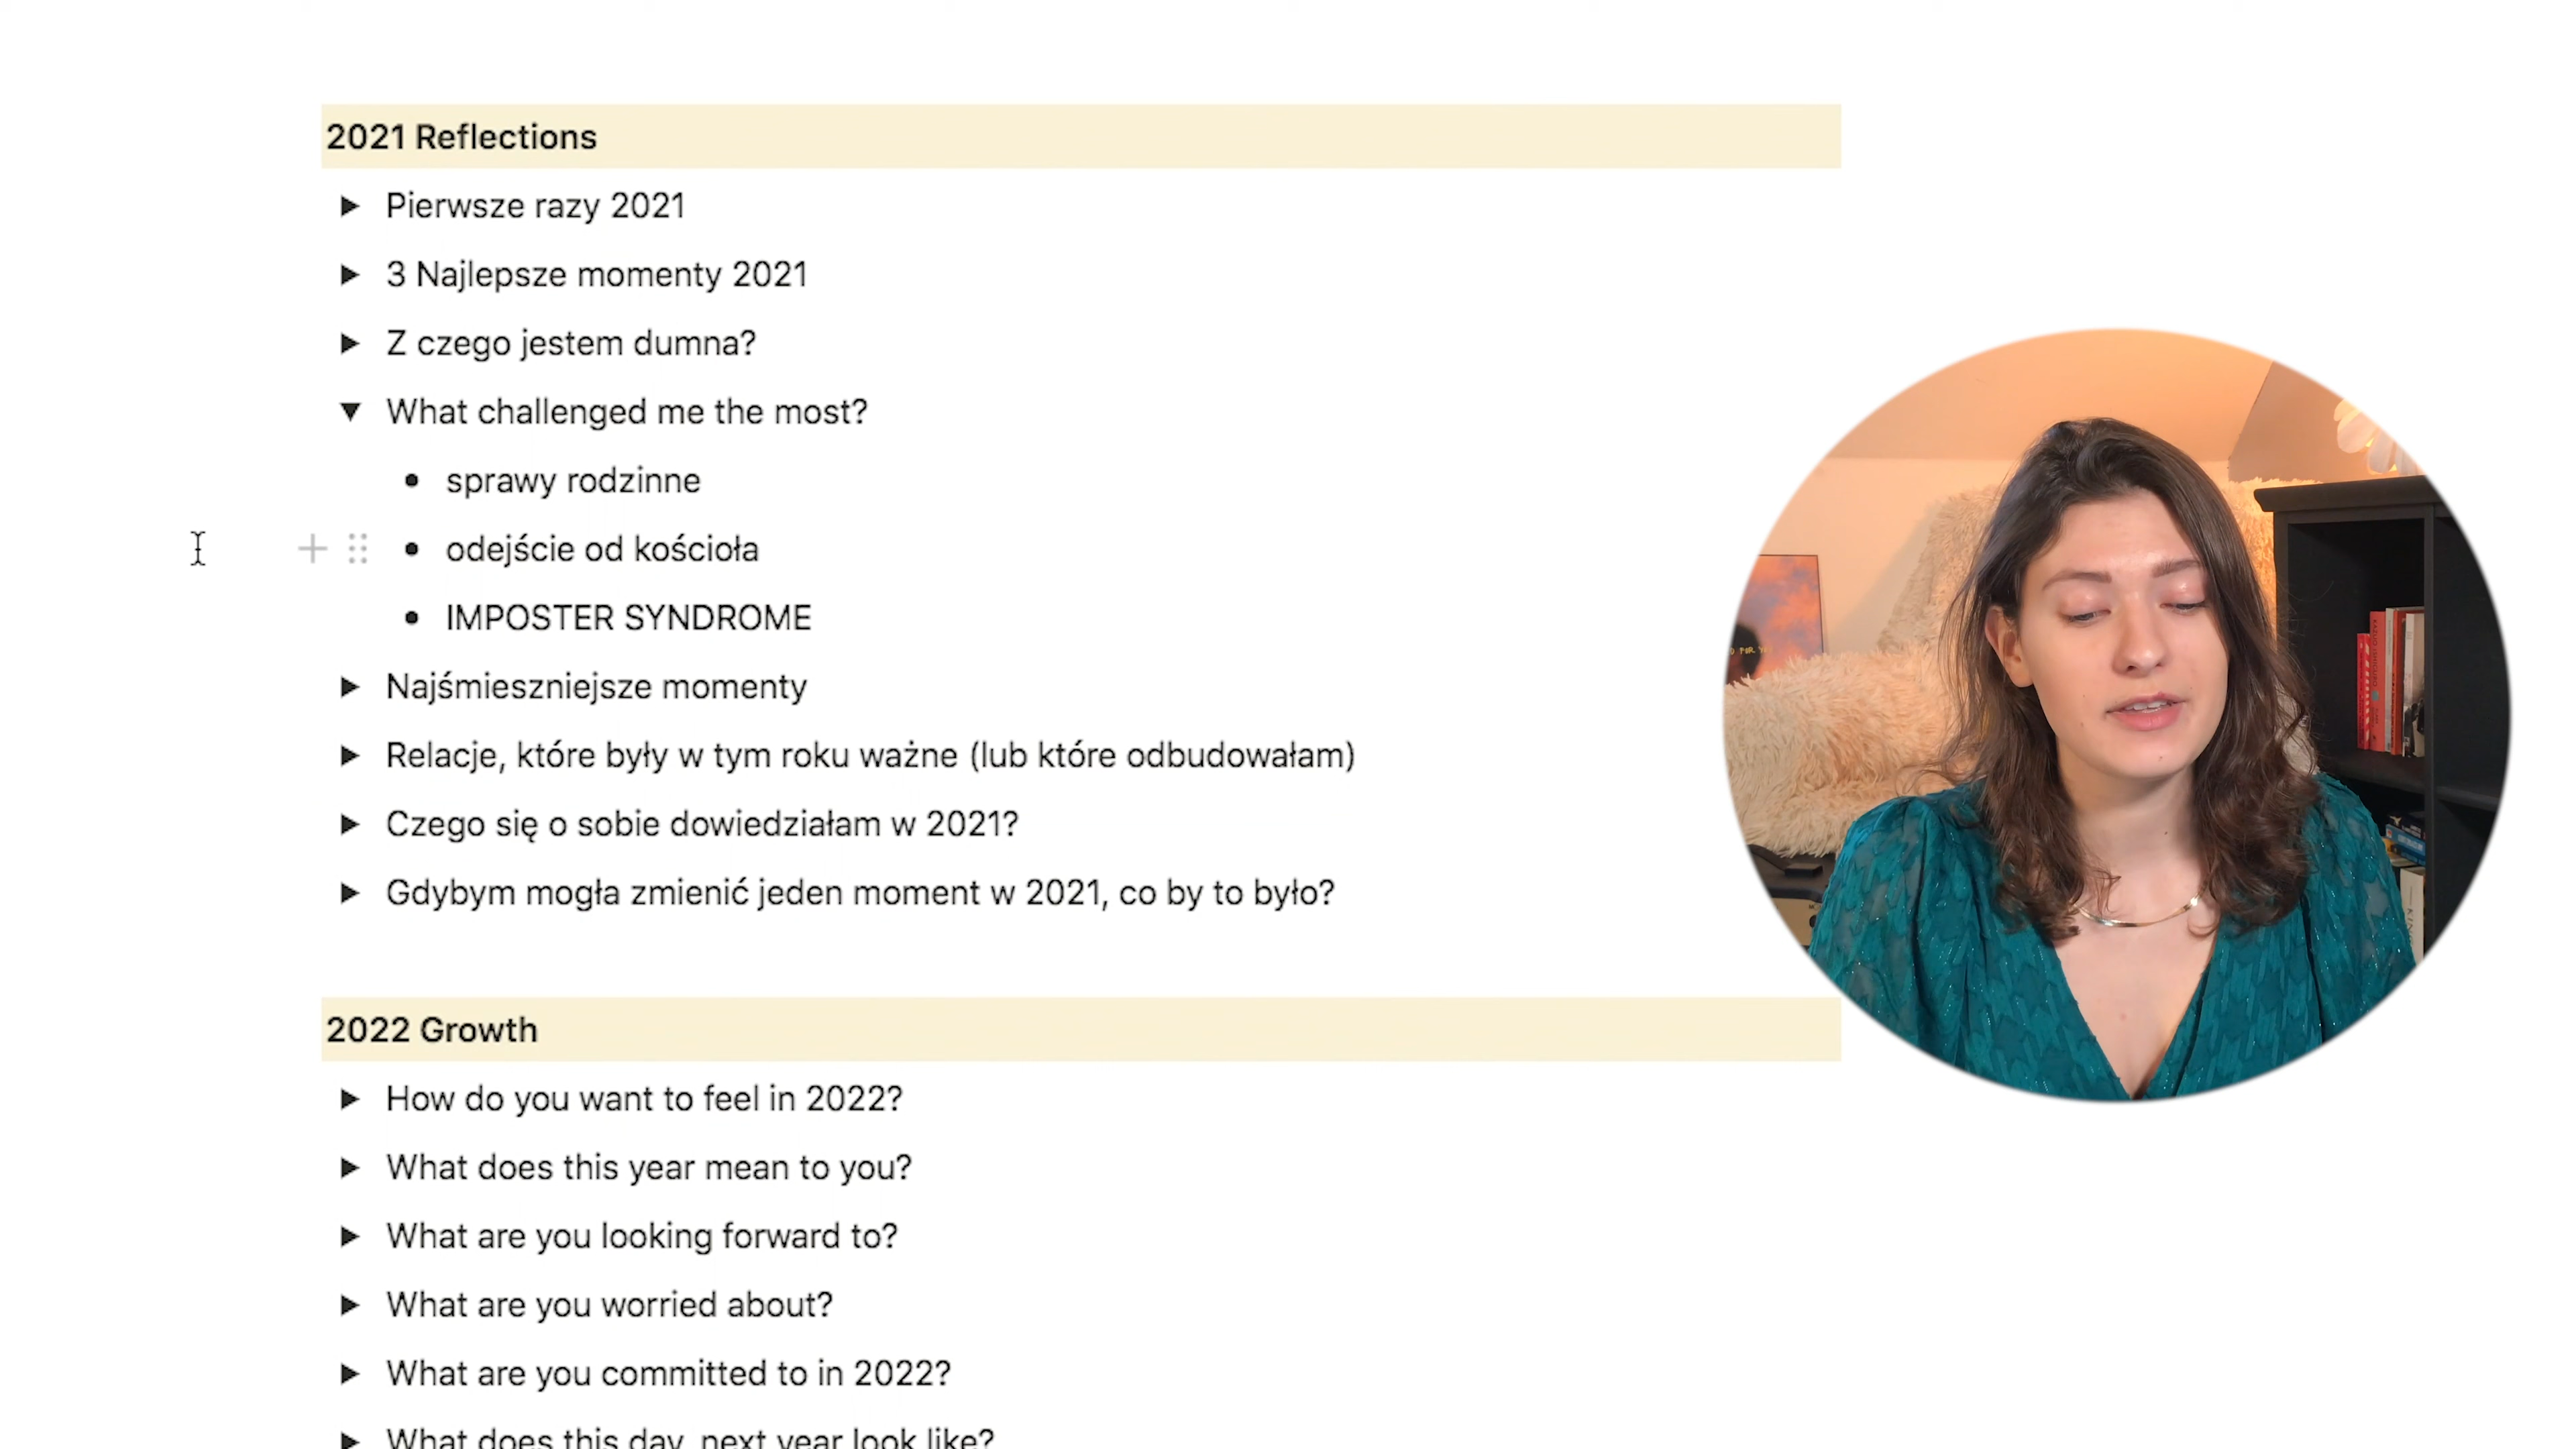 2021 Reflections
Pierwsze razy 2021
3 Najlepsze momenty 2021
Z czego jestem dumna?
What challenged me the most?
sprawy rodzinne
odejście od kościoła
IMPOSTER SYNDROME
Najśmieszniejsze momenty
Relacje, które były w tym roku ważne (lub które odbudowałam)
Czego się o sobie dowiedziałam w 2021?
Gdybym mogła zmienić jeden moment w 2021, co by to było?
2022 Growth
How do you want to feel in 2022?
What does this year mean to you?
What are you looking forward to?
What are you worried about?
What are you committed to in 2022?
What does this day, next year look like?